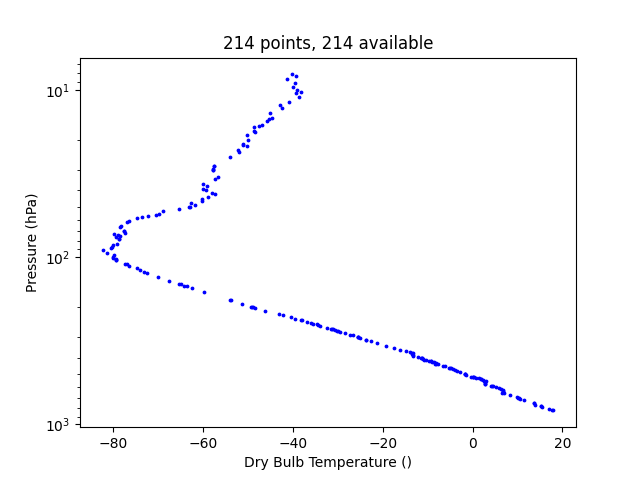 214 points, 214 available
10¹
10²
10³
Pressure (hPa)
−80 −60 −40 −20 0 20
Dry Bulb Temperature ()